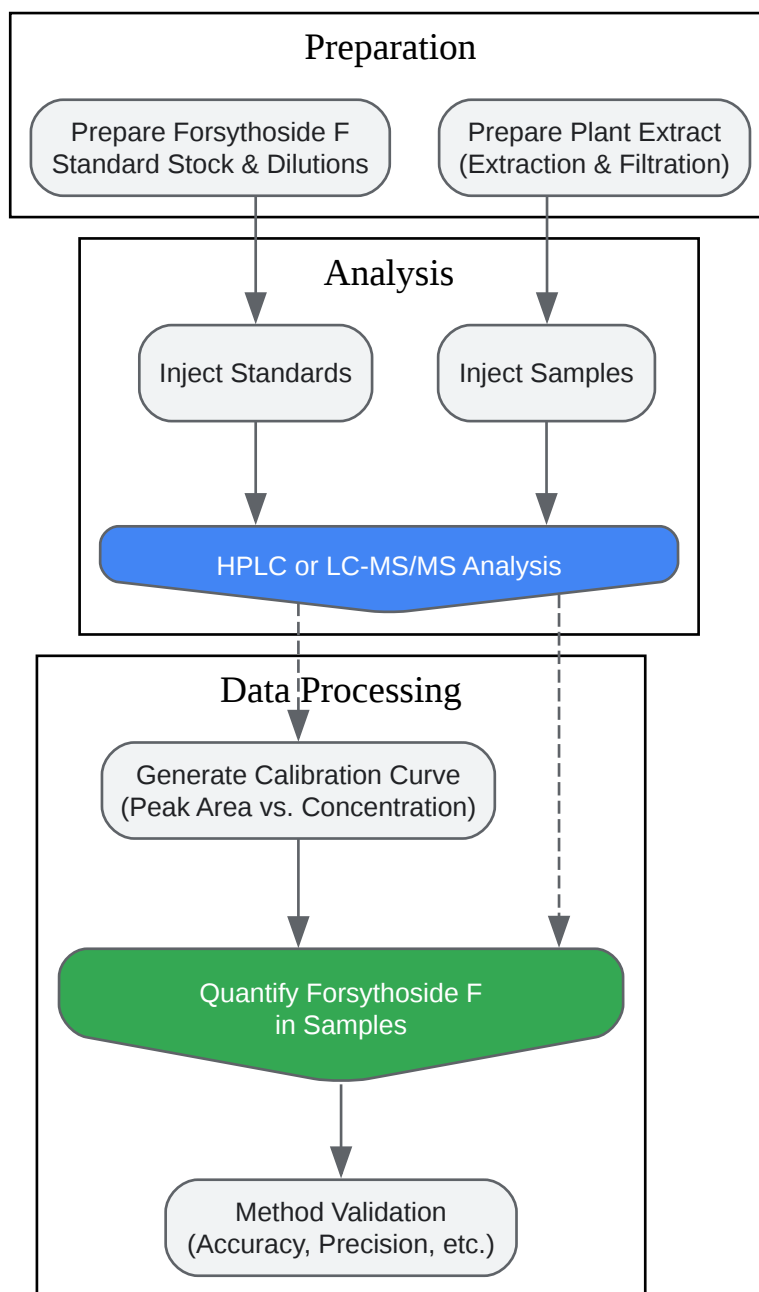 Preparation
Prepare Forsythoside F
Standard Stock & Dilutions
Prepare Plant Extract
(Extraction & Filtration)
Analysis
Inject Standards
Inject Samples
HPLC or LC-MS/MS Analysis
Data Processing
Generate Calibration Curve
(Peak Area vs. Concentration)
Quantify Forsythoside F
in Samples
Method Validation
(Accuracy, Precision, etc.)